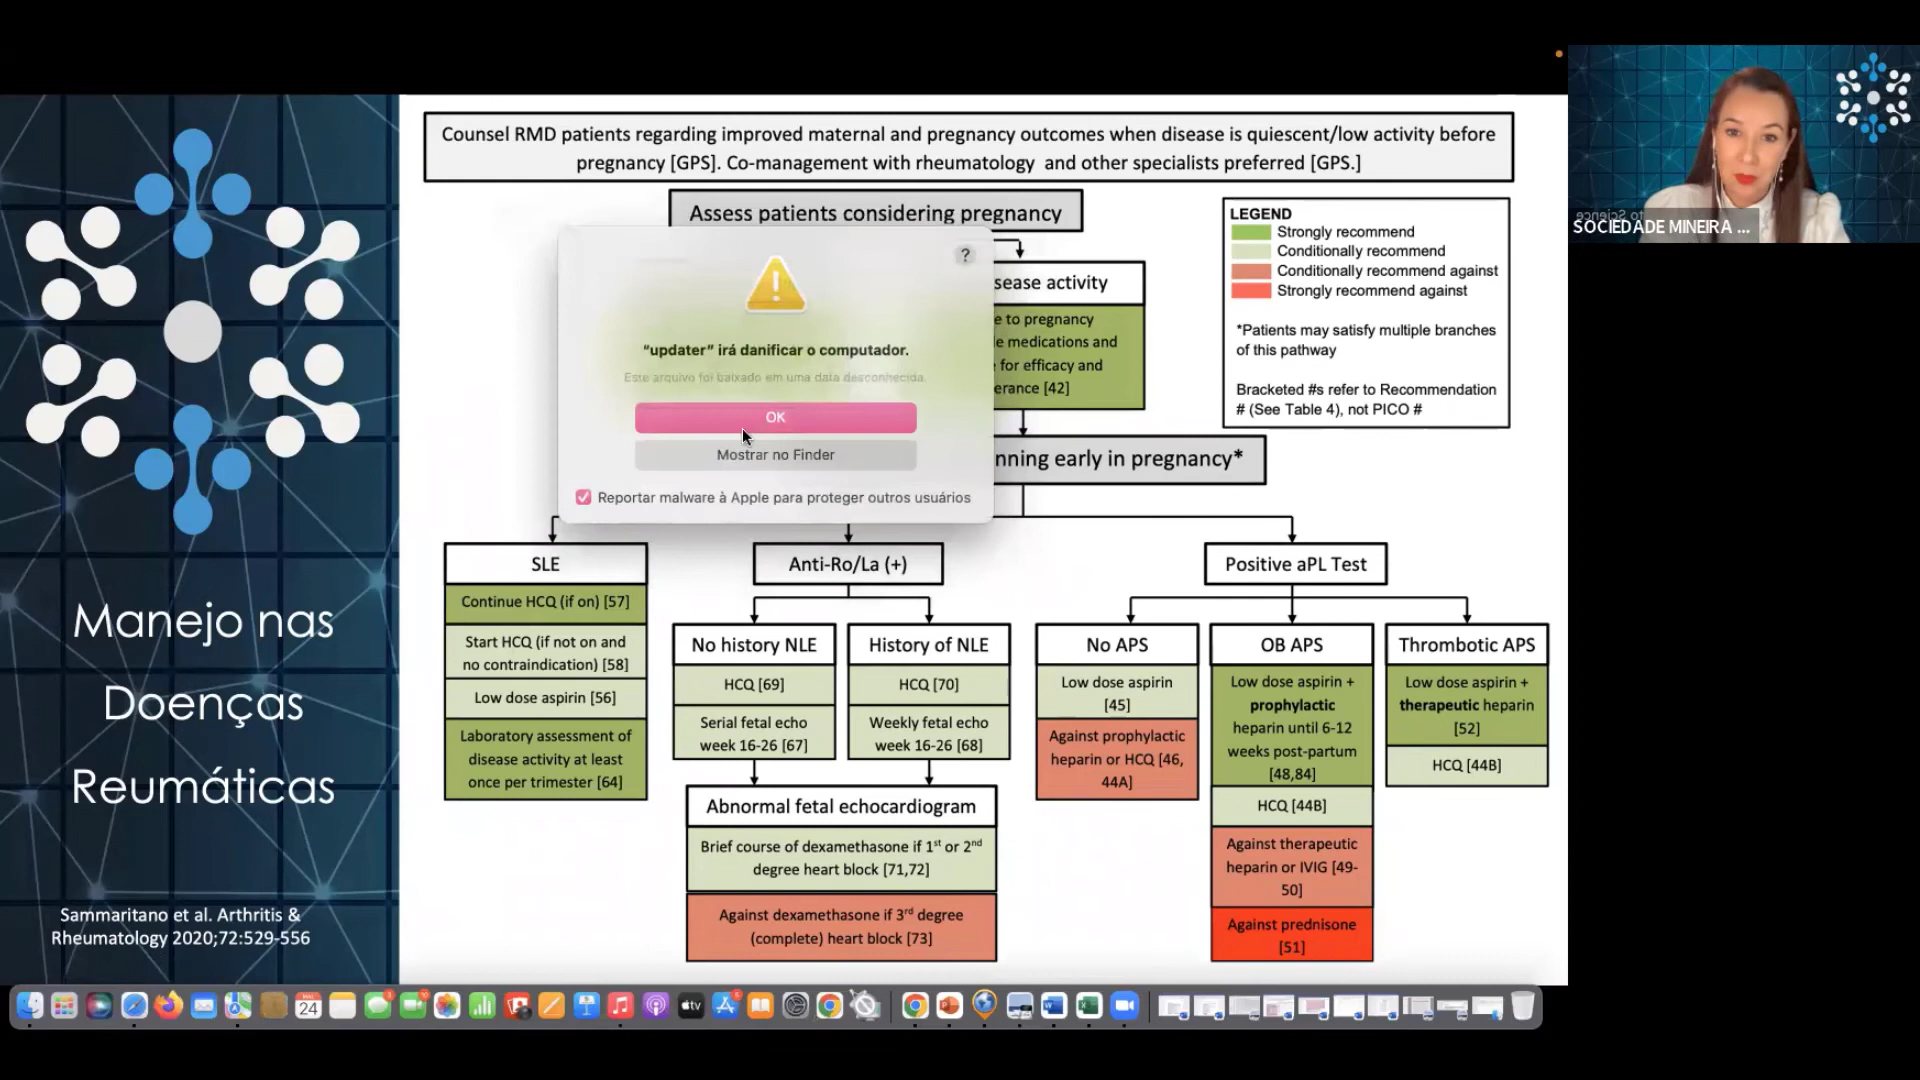 Counsel RMD patients regarding improved maternal and pregnancy outcomes when disease is quiescent/low activity before
pregnancy [GPS]. Co-management with rheumatology and other specialists preferred [GPS.]
Assess patients considering pregnancy
LEGEND
Strongly recommend
Conditionally recommend
Conditionally recommend against
Strongly recommend against
*Patients may satisfy multiple branches
of this pathway
Bracketed #s refer to Recommendation
# (See Table 4), not PICO #
SOCIEDADE MINEIRA ...
?
"updater" irá danificar o computador.
Este arquivo foi baixado em uma data desconhecida.
OK
Mostrar no Finder
Reportar malware à Apple para proteger outros usuários
sease activity
e to pregnancy
e medications and
for efficacy and
erance [42]
nning early in pregnancy*
SLE
Continue HCQ (if on) [57]
Start HCQ (if not on and
no contraindication) [58]
Low dose aspirin [56]
Laboratory assessment of
disease activity at least
once per trimester [64]
Anti-Ro/La (+)
No history NLE
HCQ [69]
Serial fetal echo
week 16-26 [67]
History of NLE
HCQ [70]
Weekly fetal echo
week 16-26 [68]
Abnormal fetal echocardiogram
Brief course of dexamethasone if 1st or 2nd
degree heart block [71,72]
Against dexamethasone if 3rd degree
(complete) heart block [73]
Positive aPL Test
No APS
Low dose aspirin
[45]
Against prophylactic
heparin or HCQ [46,
44A]
OB APS
Low dose aspirin +
prophylactic
heparin until 6-12
weeks post-partum
[48,84]
HCQ [44B]
Against therapeutic
heparin or IVIG [49-
50]
Against prednisone
[51]
Thrombotic APS
Low dose aspirin +
therapeutic heparin
[52]
HCQ [44B]
Manejo nas
Doenças
Reumáticas
Sammaritano et al. Arthritis &
Rheumatology 2020;72:529-556
24
tv